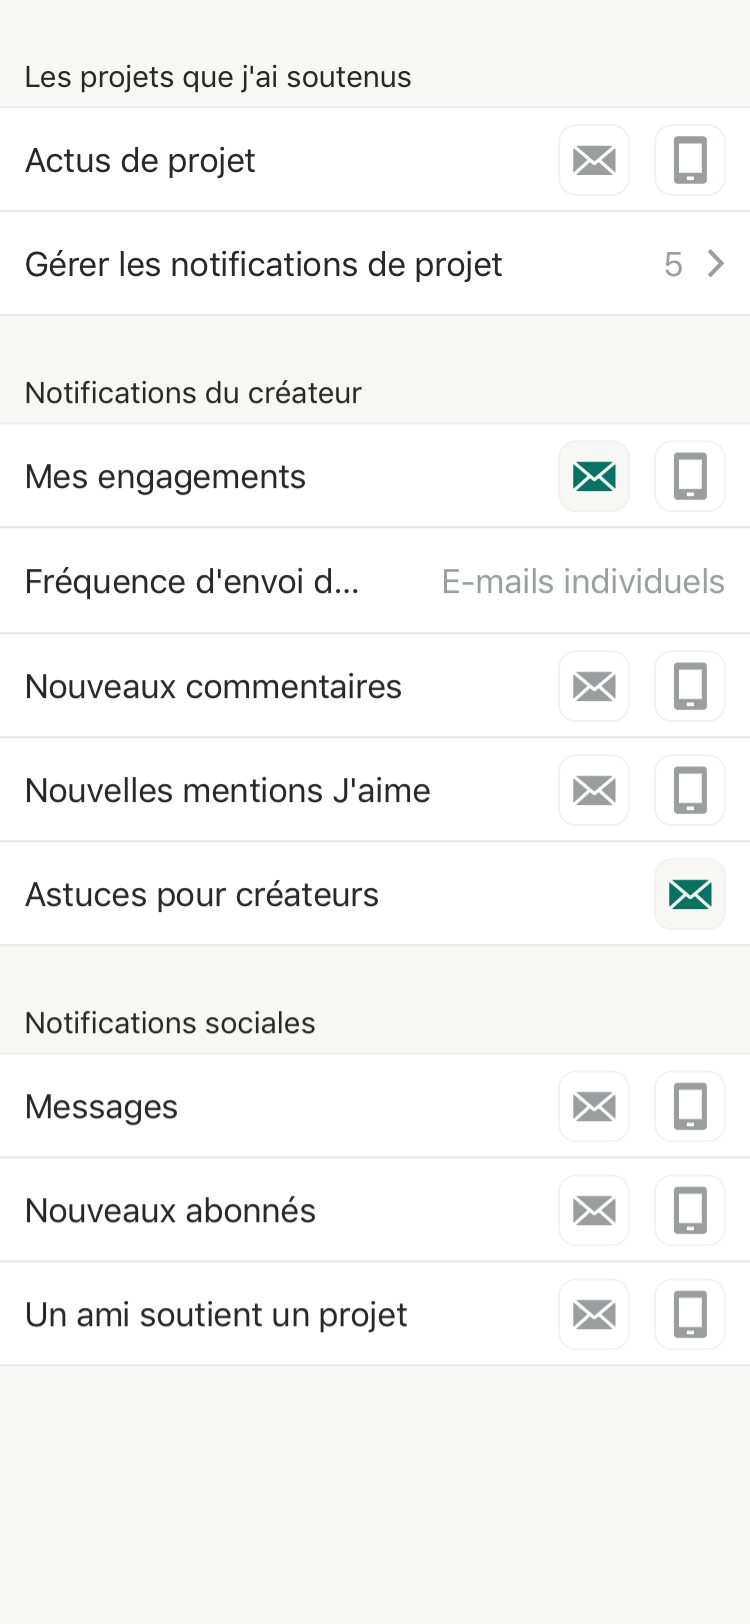 Les projets que j'ai soutenus
Actus de projet
Gérer les notifications de projet 5
Notifications du créateur
Mes engagements
Fréquence d'envoi d... E-mails individuels
Nouveaux commentaires
Nouvelles mentions J'aime
Astuces pour créateurs
Notifications sociales
Messages
Nouveaux abonnés
Un ami soutient un projet